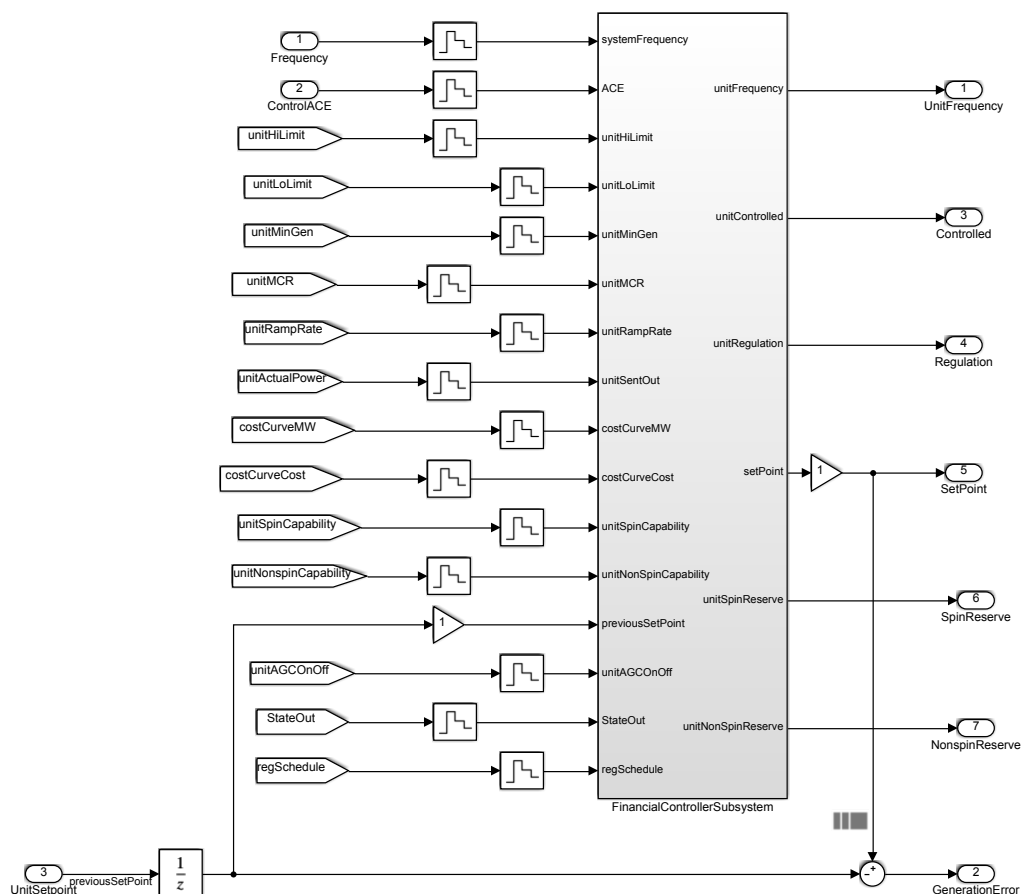 1
Frequency
systemFrequency
2
ControlACE
ACE
unitFrequency
1
UnitFrequency
unitHiLimit
unitHiLimit
unitLoLimit
unitLoLimit
unitControlled
3
Controlled
unitMinGen
unitMinGen
unitMCR
unitMCR
unitRampRate
unitRampRate
unitRegulation
4
Regulation
unitActualPower
unitSentOut
costCurveMW
costCurveMW
costCurveCost
costCurveCost
setPoint
1
5
SetPoint
unitSpinCapability
unitSpinCapability
unitNonspinCapability
unitNonSpinCapability
unitSpinReserve
6
SpinReserve
1
previousSetPoint
unitAGCOnOff
unitAGCOnOff
StateOut
StateOut
unitNonSpinReserve
7
NonspinReserve
regSchedule
regSchedule
FinancialControllerSubsystem
3
UnitSetpoint
previousSetPoint
1
z
- +
2
GenerationError